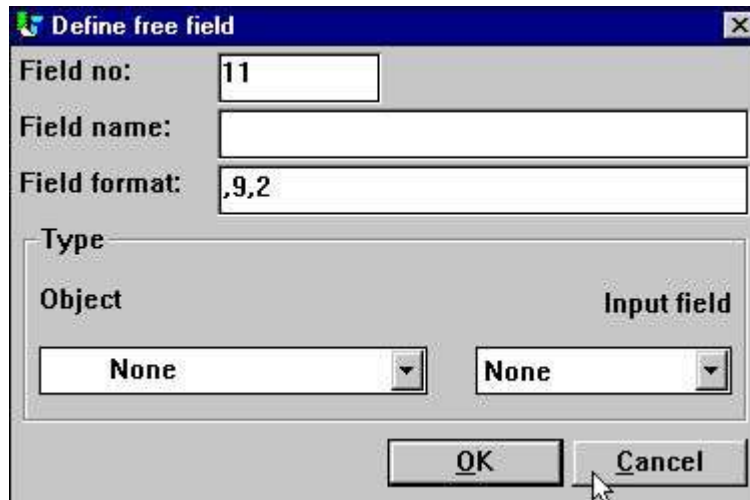 Define free field
Field no: 11
Field name:
Field format: ,9,2
Type
Object Input field
None None
OK Cancel